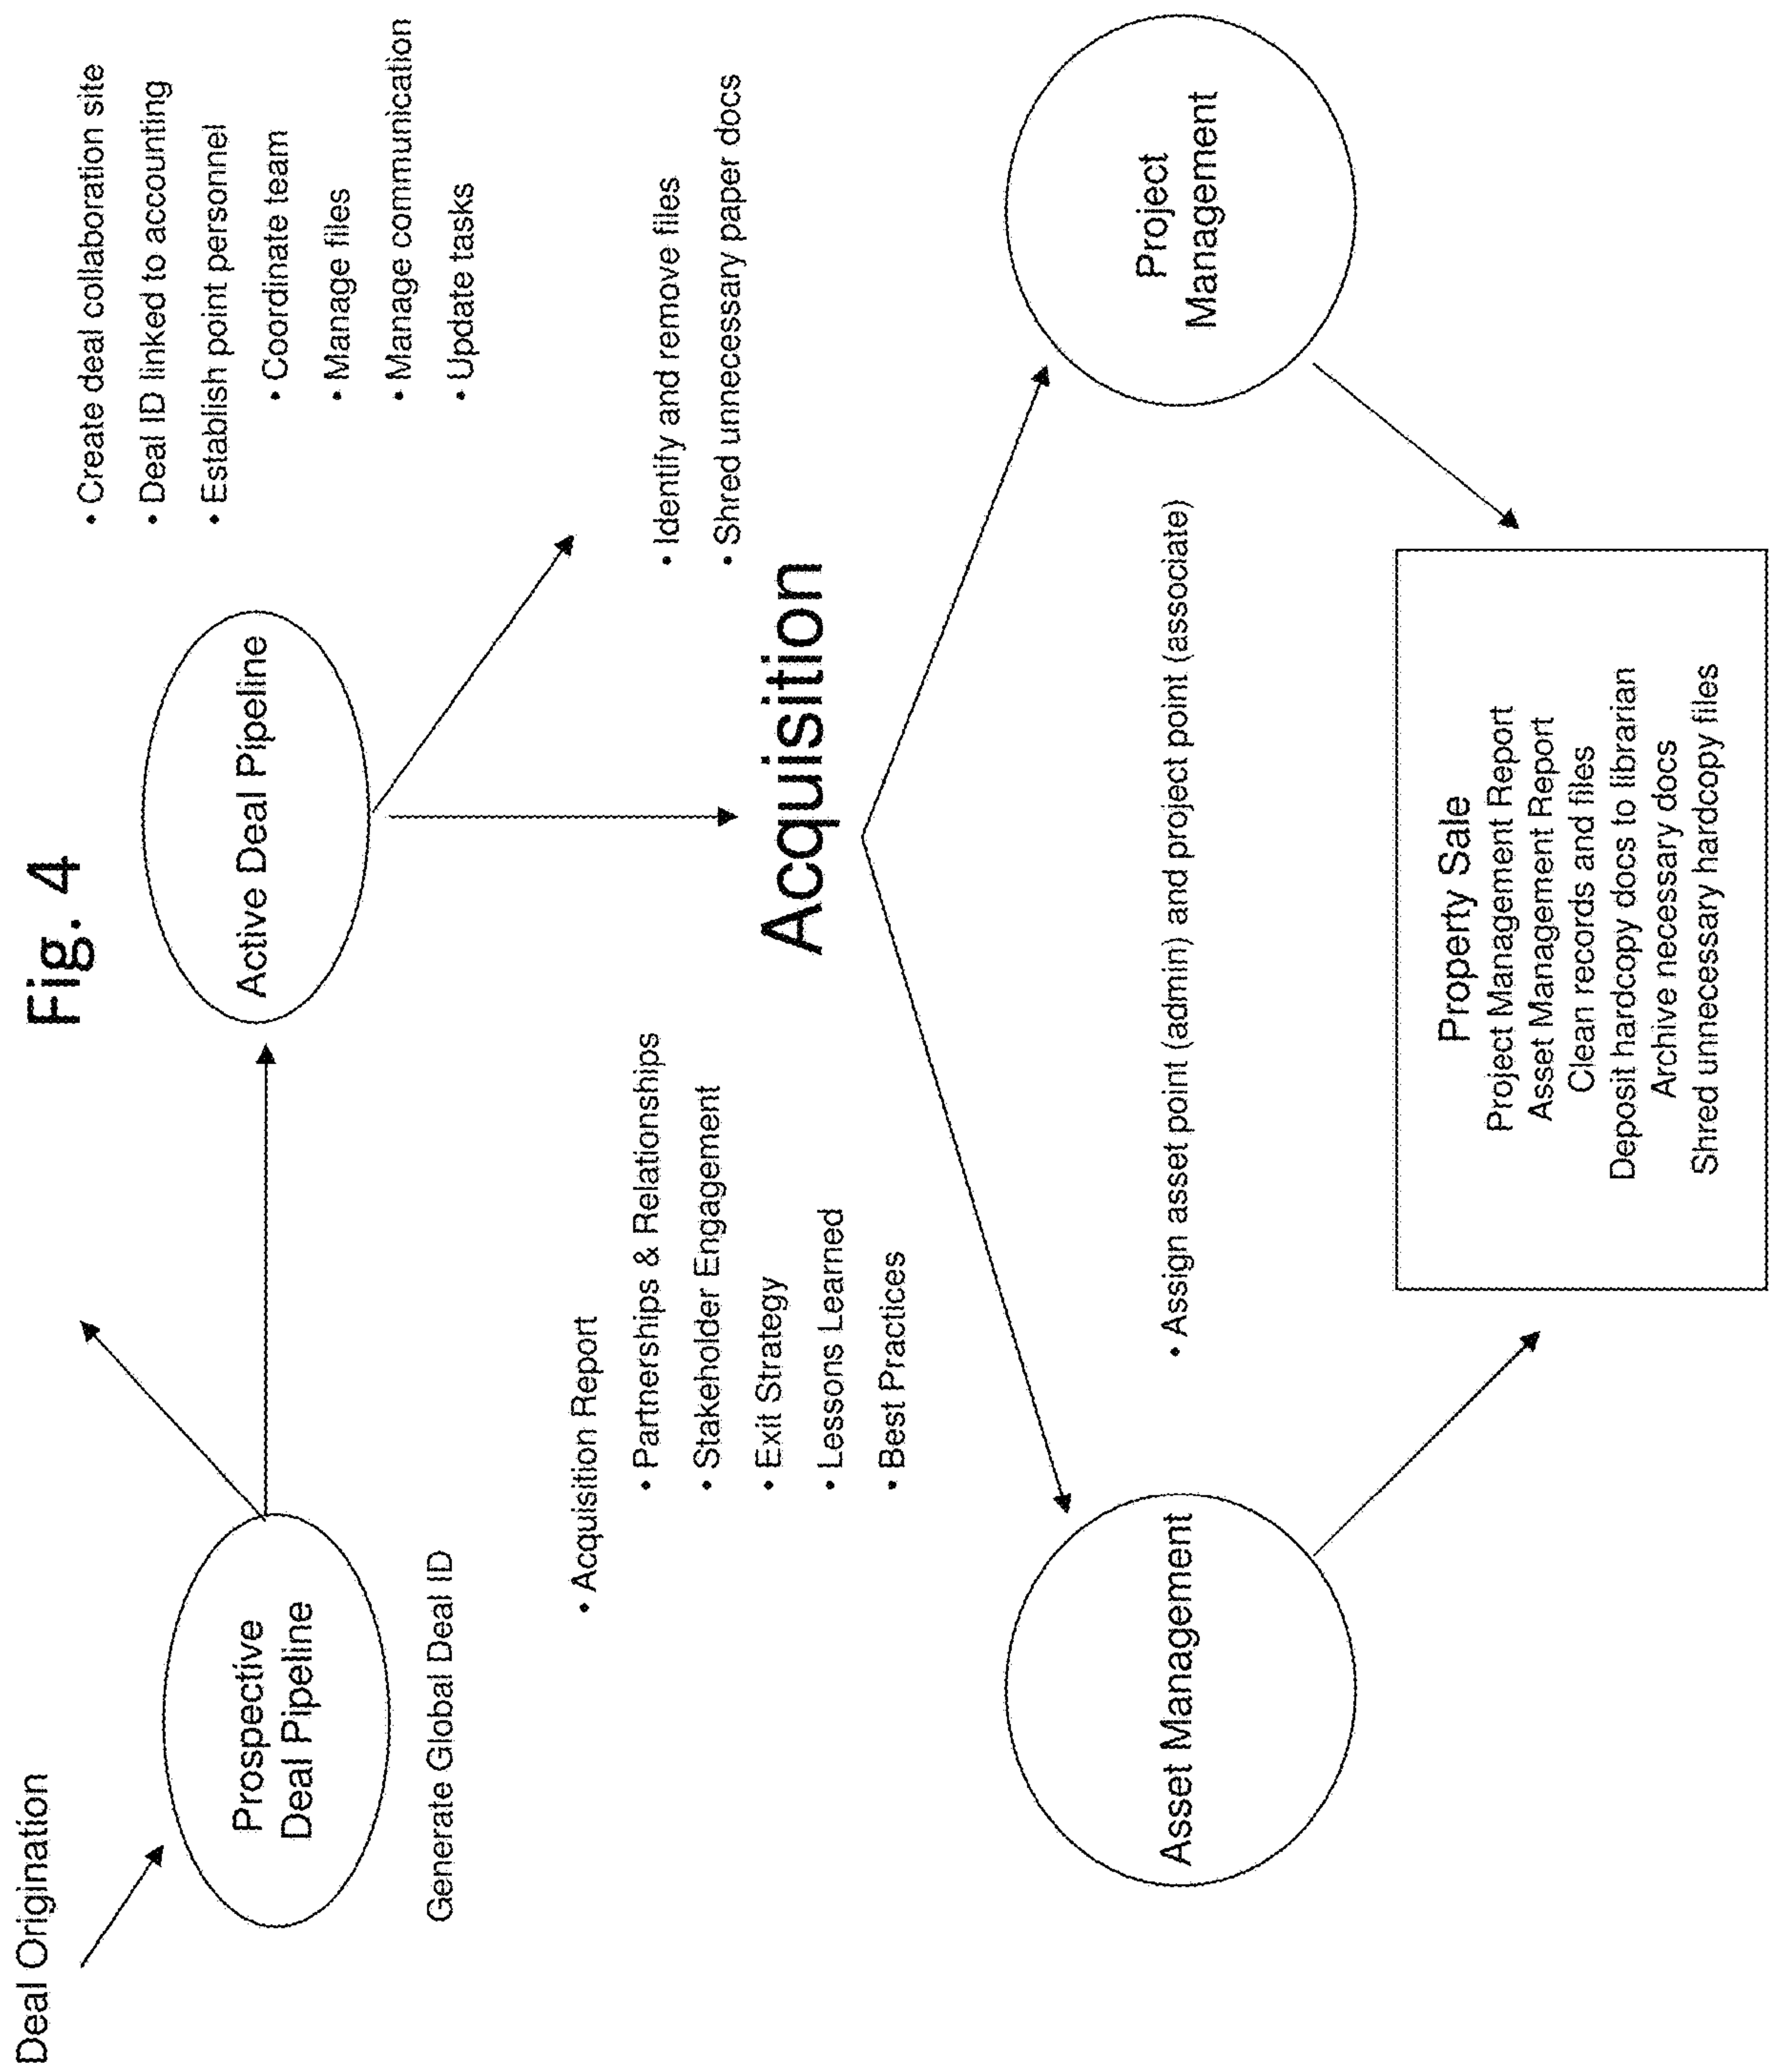 Fig. 4
Deal Origination
Prospective
Deal Pipeline
Generate Global Deal ID
Active Deal Pipeline
• Create deal collaboration site
• Deal ID linked to accounting
• Establish point personnel
• Coordinate team
• Manage files
• Manage communication
• Update tasks
• Identify and remove files
• Shred unnecessary paper docs
• Acquisition Report
• Partnerships & Relationships
• Stakeholder Engagement
• Exit Strategy
• Lessons Learned
• Best Practices
Acquisition
Asset Management
• Assign asset point (admin) and project point (associate)
Project
Management
Property Sale
Project Management Report
Asset Management Report
Clean records and files
Deposit hardcopy docs to librarian
Archive necessary docs
Shred unnecessary hardcopy files